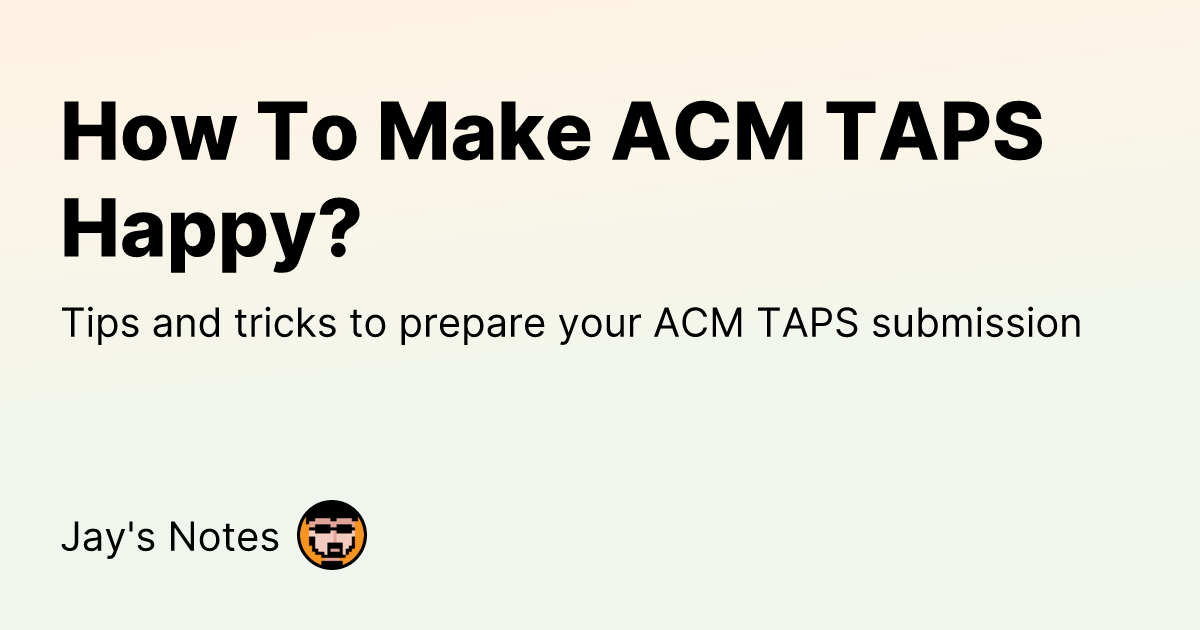 How To Make ACM TAPS
Happy?
Tips and tricks to prepare your ACM TAPS submission
Jay's Notes